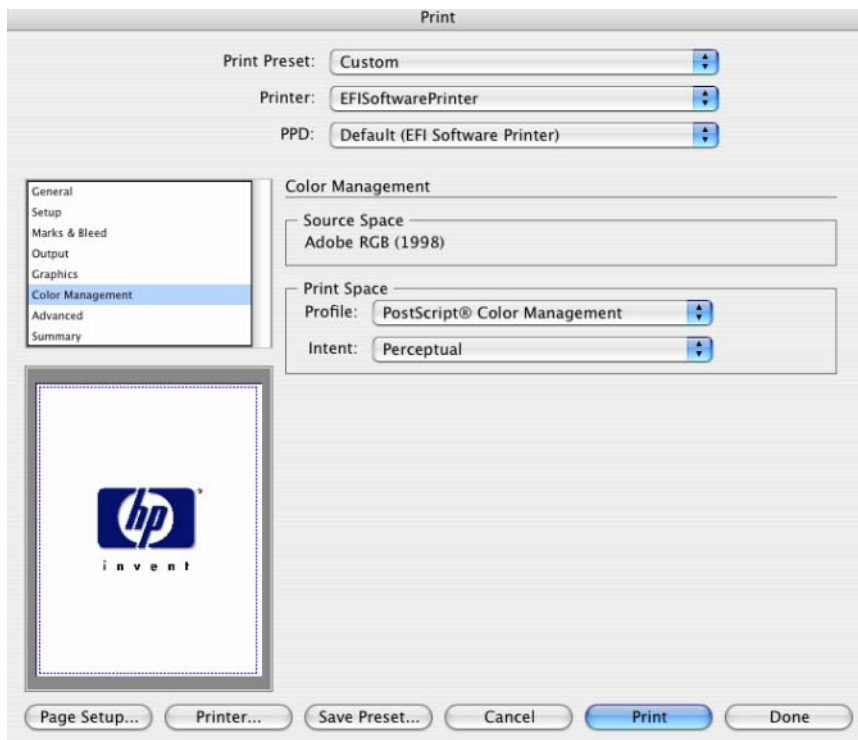 Print
Print Preset: Custom
Printer: EFISoftwarePrinter
PPD: Default (EFI Software Printer)
General
Setup
Marks & Bleed
Output
Graphics
Color Management
Advanced
Summary
Color Management
Source Space
Adobe RGB (1998)
Print Space
Profile: PostScript® Color Management
Intent: Perceptual
hp
invent
Page Setup... Printer... Save Preset... Cancel Print Done